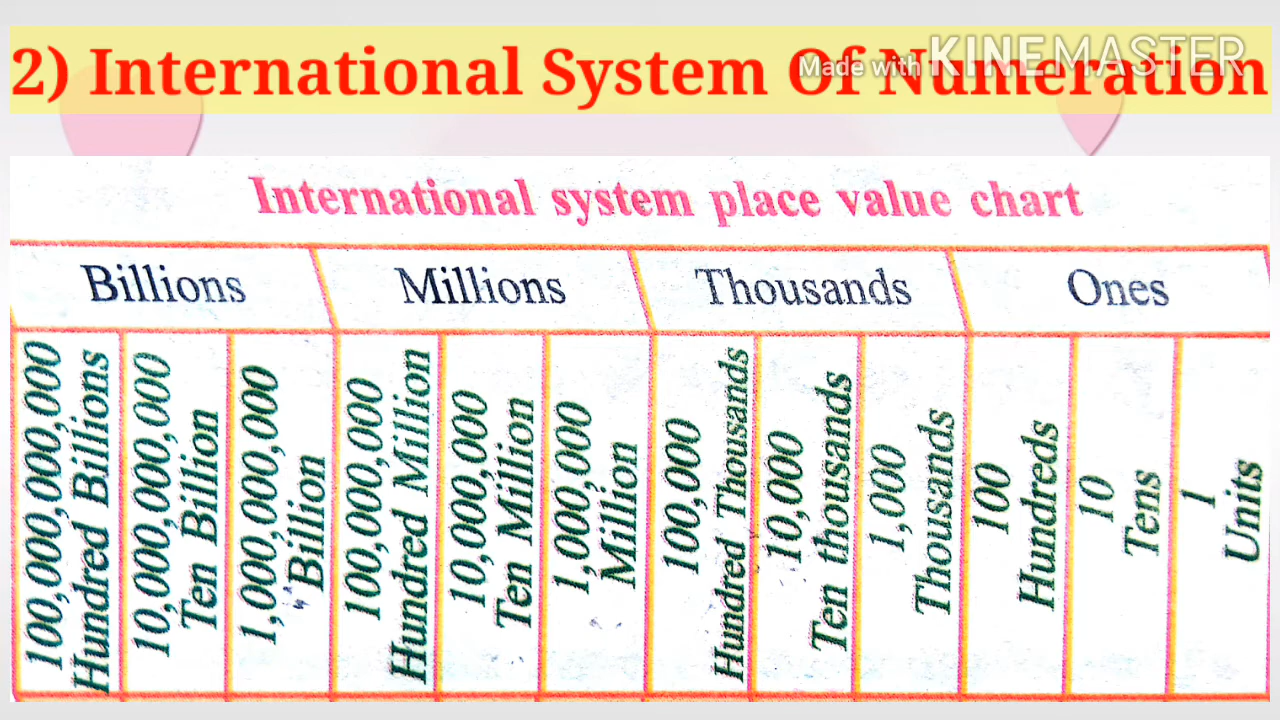 2) International System Of Numeration
Made with KINEMASTER
International system place value chart
Billions Millions Thousands Ones
100,000,000,000
Hundred Billions
10,000,000,000
Ten Billion
1,000,000,000
Billion
100,000,000
Hundred Million
10,000,000
Ten Million
1,000,000
Million
100,000
Hundred Thousands
10,000
Ten thousands
1,000
Thousands
100
Hundreds
10
Tens
1
Units